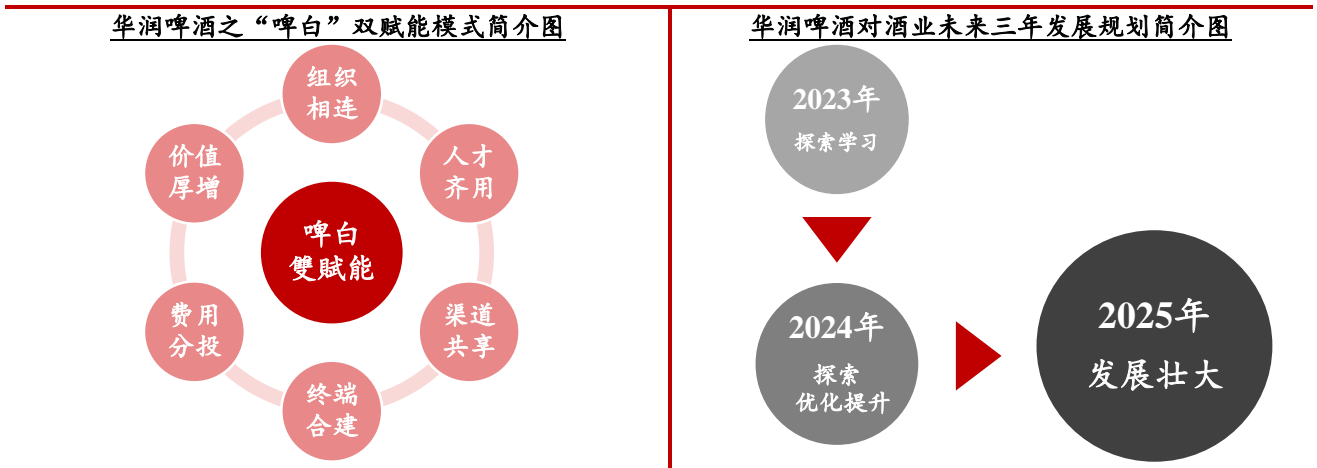 华润啤酒之“啤白”双赋能模式简介图
组织
相连
人才
齐用
渠道
共享
终端
合建
费用
分投
价值
厚增
啤白
雙賦能
华润啤酒对酒业未来三年发展规划简介图
2023年
探索学习
2024年
探索
优化提升
2025年
发展壮大